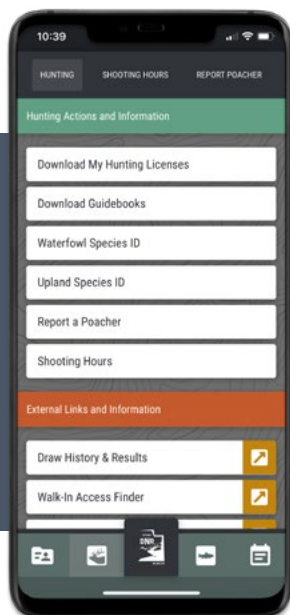 10:39
HUNTING SHOOTING HOURS REPORT POACHER
Hunting Actions and Information
Download My Hunting Licenses
Download Guidebooks
Waterfowl Species ID
Upland Species ID
Report a Poacher
Shooting Hours
External Links and Information
Draw History & Results
Walk-In Access Finder
DNR